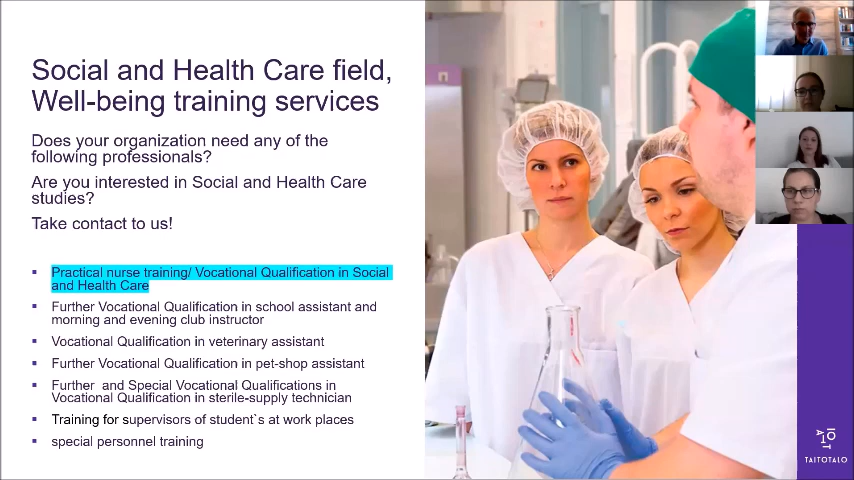 Social and Health Care field,
Well-being training services
Does your organization need any of the
following professionals?
Are you interested in Social and Health Care
studies?
Take contact to us!
Practical nurse training/ Vocational Qualification in Social
and Health Care
Further Vocational Qualification in school assistant and
morning and evening club instructor
Vocational Qualification in veterinary assistant
Further Vocational Qualification in pet-shop assistant
Further  and Special Vocational Qualifications in
Vocational Qualification in sterile-supply technician
Training for supervisors of student`s at work places
special personnel training
TAITOTALO